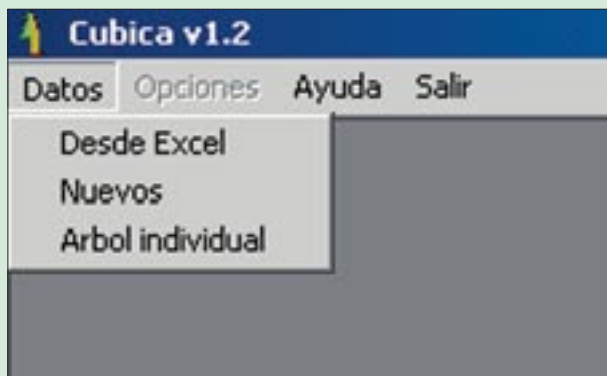 Cubica v1.2
Datos Opciones Ayuda Salir
Desde Excel
Nuevos
Arbol individual